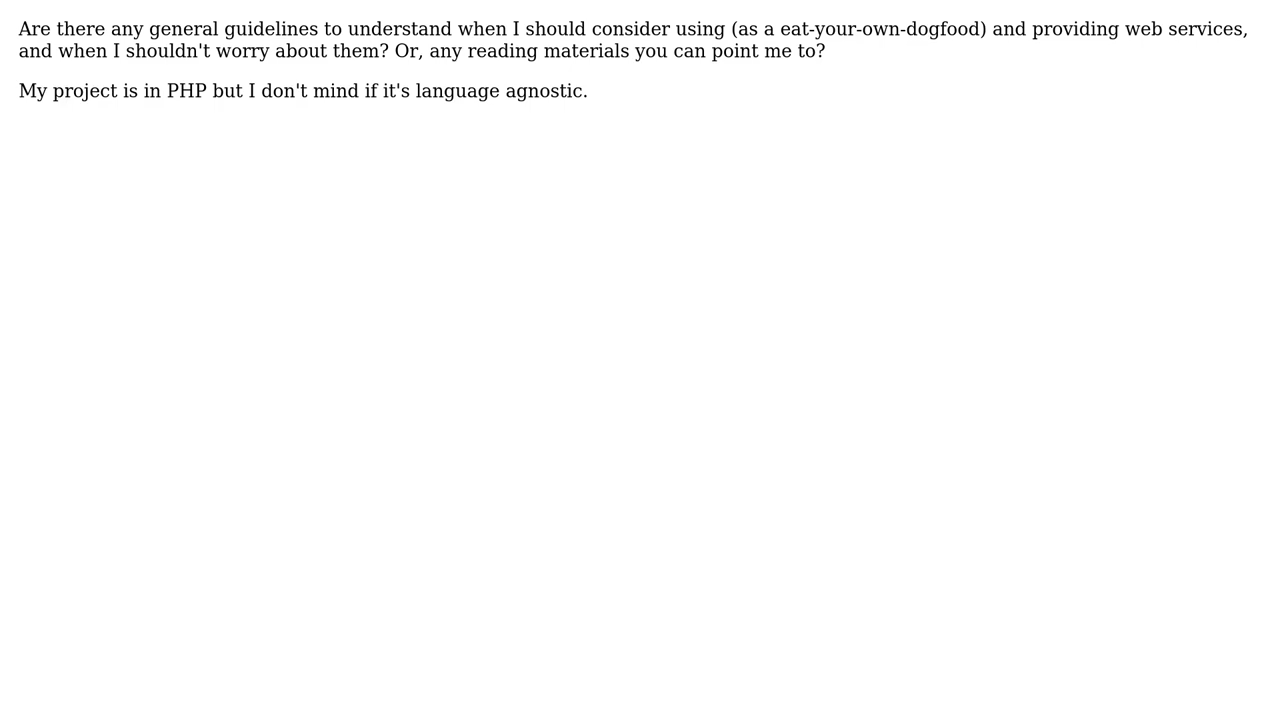 Are there any general guidelines to understand when I should consider using (as a eat-your-own-dogfood) and providing web services,
and when I shouldn't worry about them? Or, any reading materials you can point me to?
My project is in PHP but I don't mind if it's language agnostic.